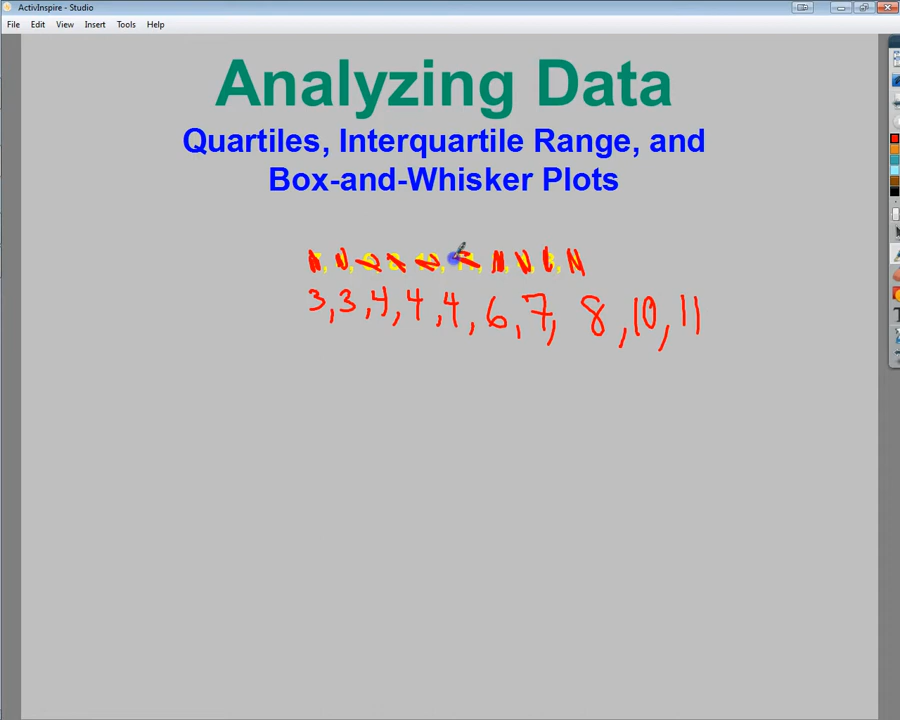 ActivInspire - Studio
File Edit View Insert Tools Help
Analyzing Data
Quartiles, Interquartile Range, and
Box-and-Whisker Plots
3, 3, 4, 4, 4, 6, 7, 8, 10, 11